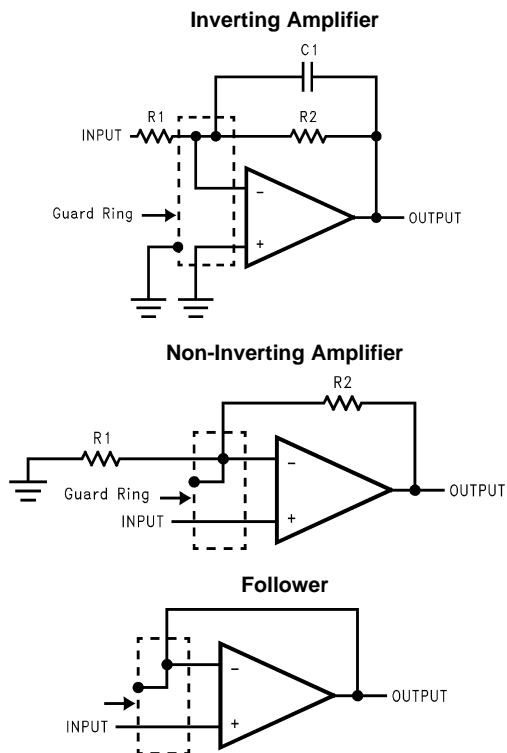 Inverting Amplifier
C1
R1
R2
INPUT
−
Guard Ring
OUTPUT
+
Non-Inverting Amplifier
R2
R1
−
Guard Ring
OUTPUT
INPUT
+
Follower
−
OUTPUT
INPUT
+